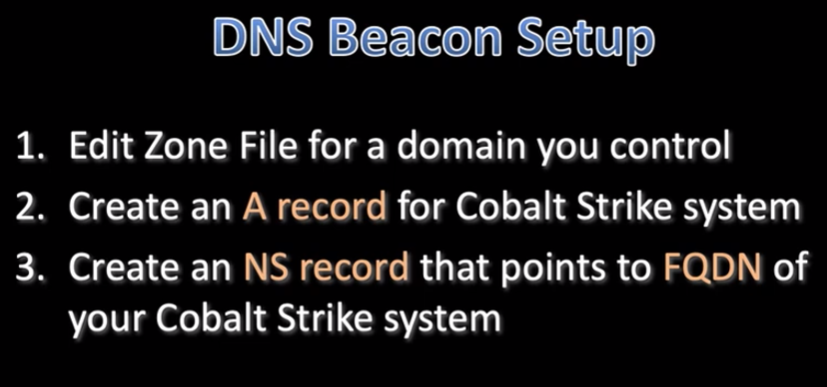 DNS Beacon Setup
1. Edit Zone File for a domain you control
2. Create an A record for Cobalt Strike system
3. Create an NS record that points to FQDN of
your Cobalt Strike system